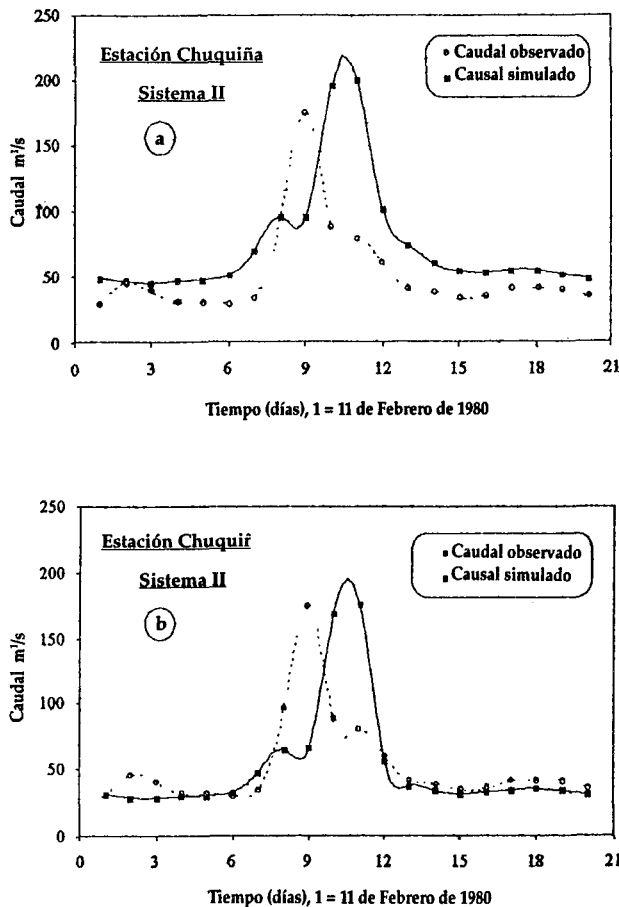 Estación Chuquiña
Sistema II
a
Caudal observado
Causal simulado
250
200
150
100
50
0
Caudal m³/s
0 3 6 9 12 15 18 21
Tiempo (días), 1 = 11 de Febrero de 1980
Estación Chuquiř
Sistema II
b
Caudal observado
Causal simulado
250
200
150
100
50
0
Caudal m³/s
0 3 6 9 12 15 18 21
Tiempo (días), 1 = 11 de Febrero de 1980